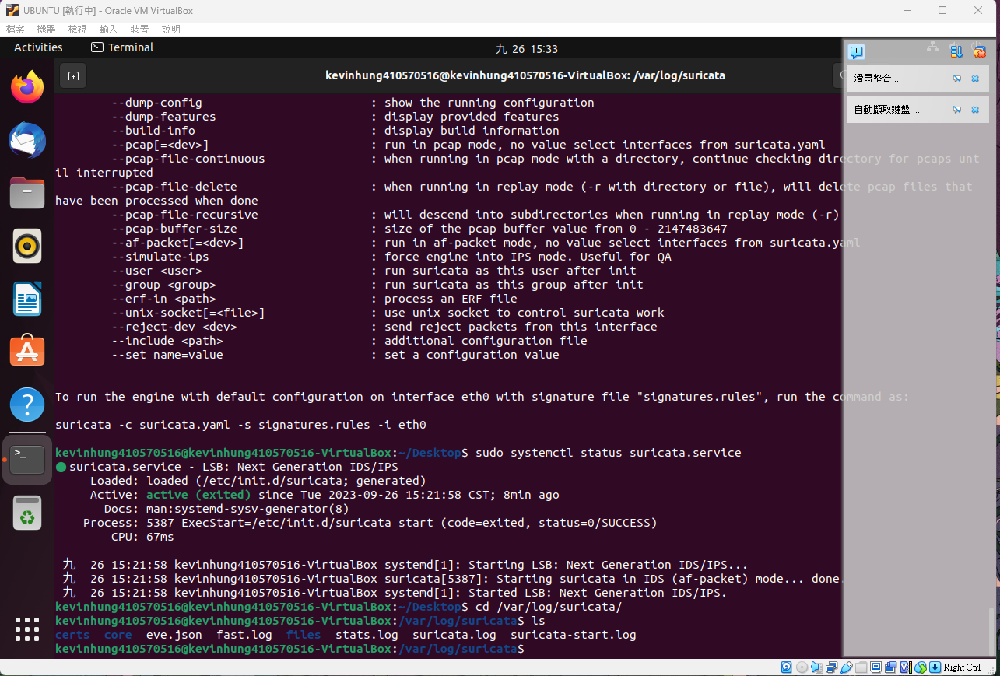 UBUNTU [執行中] - Oracle VM VirtualBox
檔案 機器 檢視 輸入 裝置 說明
Activities Terminal 九 26 15:33
kevinhung410570516@kevinhung410570516-VirtualBox: /var/log/suricata
滑鼠整合 ...
自動擷取鍵盤 ...
--dump-config : show the running configuration
--dump-features : display provided features
--build-info : display build information
--pcap[=<dev>] : run in pcap mode, no value select interfaces from suricata.yaml
--pcap-file-continuous : when running in pcap mode with a directory, continue checking directory for pcaps unt
il interrupted
--pcap-file-delete : when running in replay mode (-r with directory or file), will delete pcap files that
have been processed when done
--pcap-file-recursive : will descend into subdirectories when running in replay mode (-r)
--pcap-buffer-size : size of the pcap buffer value from 0 - 2147483647
--af-packet[=<dev>] : run in af-packet mode, no value select interfaces from suricata.yaml
--simulate-ips : force engine into IPS mode. Useful for QA
--user <user> : run suricata as this user after init
--group <group> : run suricata as this group after init
--erf-in <path> : process an ERF file
--unix-socket[=<file>] : use unix socket to control suricata work
--reject-dev <dev> : send reject packets from this interface
--include <path> : additional configuration file
--set name=value : set a configuration value
To run the engine with default configuration on interface eth0 with signature file "signatures.rules", run the command as:
suricata -c suricata.yaml -s signatures.rules -i eth0
kevinhung410570516@kevinhung410570516-VirtualBox:~/Desktop$ sudo systemctl status suricata.service
suricata.service - LSB: Next Generation IDS/IPS
Loaded: loaded (/etc/init.d/suricata; generated)
Active: active (exited) since Tue 2023-09-26 15:21:58 CST; 8min ago
Docs: man:systemd-sysv-generator(8)
Process: 5387 ExecStart=/etc/init.d/suricata start (code=exited, status=0/SUCCESS)
CPU: 67ms
九 26 15:21:58 kevinhung410570516-VirtualBox systemd[1]: Starting LSB: Next Generation IDS/IPS...
九 26 15:21:58 kevinhung410570516-VirtualBox suricata[5387]: Starting suricata in IDS (af-packet) mode... done.
九 26 15:21:58 kevinhung410570516-VirtualBox systemd[1]: Started LSB: Next Generation IDS/IPS.
kevinhung410570516@kevinhung410570516-VirtualBox:~/Desktop$ cd /var/log/suricata/
kevinhung410570516@kevinhung410570516-VirtualBox:/var/log/suricata$ ls
certs core eve.json fast.log files stats.log suricata.log suricata-start.log
kevinhung410570516@kevinhung410570516-VirtualBox:/var/log/suricata$
Right Ctrl